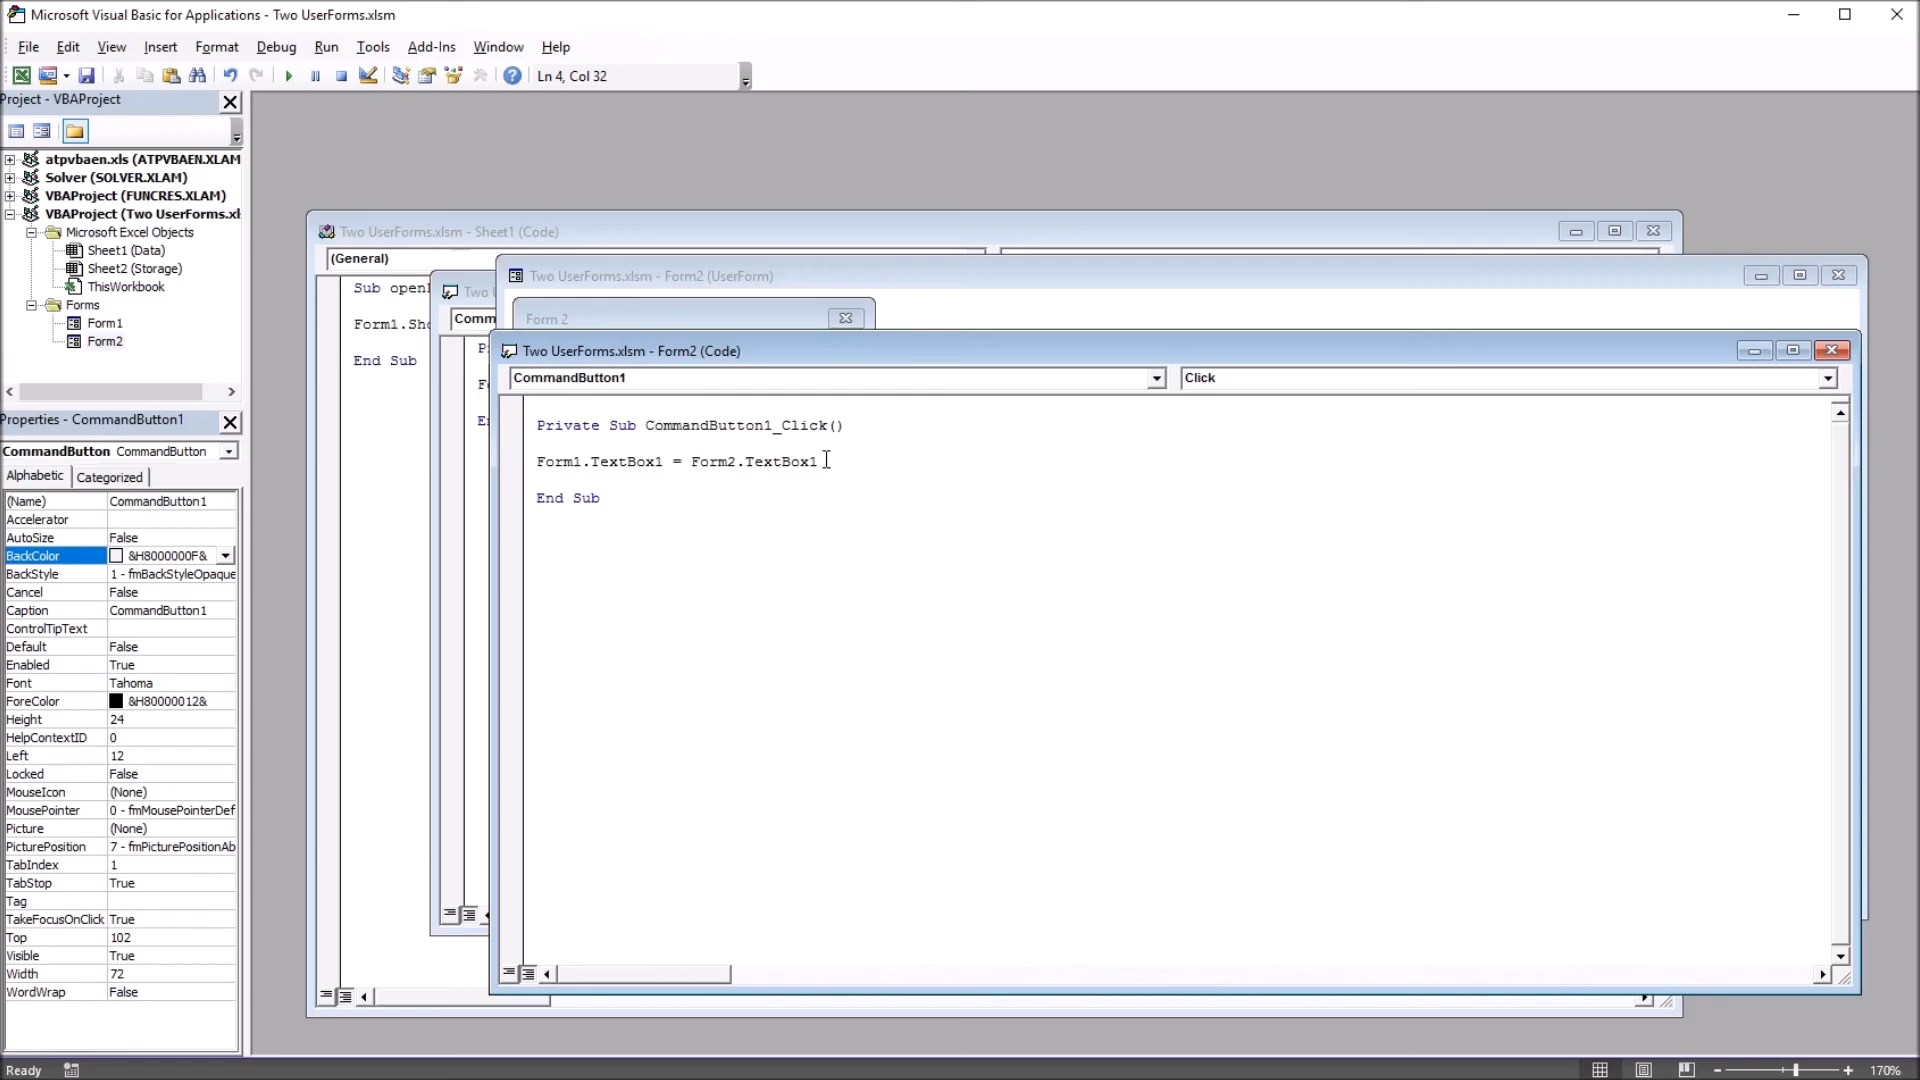 Microsoft Visual Basic for Applications - Two UserForms.xlsm
File Edit View Insert Format Debug Run Tools Add-Ins Window Help
Ln 4, Col 32
Project - VBAProject
atpvbaen.xls (ATPVBAEN.XLAM
Solver (SOLVER.XLAM)
VBAProject (FUNCRES.XLAM)
VBAProject (Two UserForms.xl
Microsoft Excel Objects
Sheet1 (Data)
Sheet2 (Storage)
ThisWorkbook
Forms
Form1
Form2
Properties - CommandButton1
CommandButton1 CommandButton
Alphabetic Categorized
(Name) CommandButton1
Accelerator
AutoSize False
BackColor &H8000000F&
BackStyle 1 - fmBackStyleOpaque
Cancel False
Caption CommandButton1
ControlTipText
Default False
Enabled True
Font Tahoma
ForeColor &H80000012&
Height 24
HelpContextID 0
Left 12
Locked False
MouseIcon (None)
MousePointer 0 - fmMousePointerDef
Picture (None)
PicturePosition 7 - fmPicturePositionAb
TabIndex 1
TabStop True
Tag
TakeFocusOnClick True
Top 102
Visible True
Width 72
WordWrap False
Two UserForms.xlsm - Sheet1 (Code)
(General)
Sub open
Form1.Sh
End Sub
Two
Comm
Two UserForms.xlsm - Form2 (UserForm)
Form 2
Two UserForms.xlsm - Form2 (Code)
CommandButton1 Click
Private Sub CommandButton1_Click()
Form1.TextBox1 = Form2.TextBox1
End Sub
Ready 170%